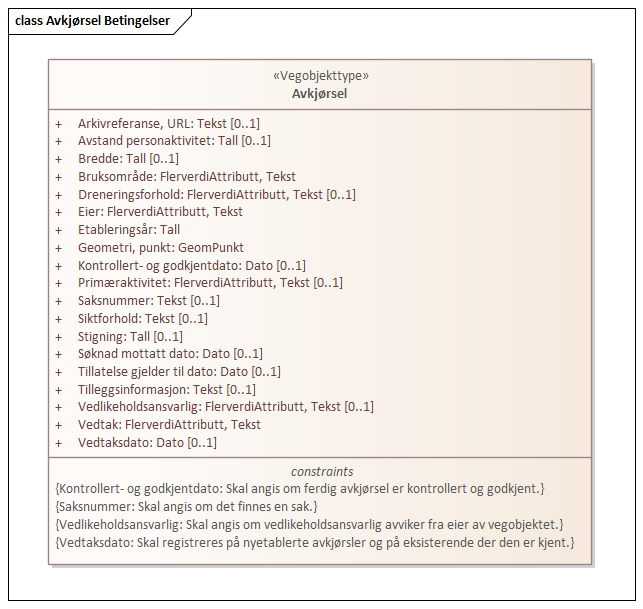 class Avkjørsel Betingelser
«Vegobjekttype»
Avkjørsel
+ Arkivreferanse, URL: Tekst [0..1]
+ Avstand personaktivitet: Tall [0..1]
+ Bredde: Tall [0..1]
+ Bruksområde: FlerverdiAttributt, Tekst
+ Dreneringsforhold: FlerverdiAttributt, Tekst [0..1]
+ Eier: FlerverdiAttributt, Tekst
+ Etableringsår: Tall
+ Geometri, punkt: GeomPunkt
+ Kontrollert- og godkjentdato: Dato [0..1]
+ Primæraktivitet: FlerverdiAttributt, Tekst [0..1]
+ Saksnummer: Tekst [0..1]
+ Siktforhold: Tekst [0..1]
+ Stigning: Tall [0..1]
+ Søknad mottatt dato: Dato [0..1]
+ Tillatelse gjelder til dato: Dato [0..1]
+ Tilleggsinformasjon: Tekst [0..1]
+ Vedlikeholdsansvarlig: FlerverdiAttributt, Tekst [0..1]
+ Vedtak: FlerverdiAttributt, Tekst
+ Vedtaksdato: Dato [0..1]
constraints
{Kontrollert- og godkjentdato: Skal angis om ferdig avkjørsel er kontrollert og godkjent.}
{Saksnummer: Skal angis om det finnes en sak.}
{Vedlikeholdsansvarlig: Skal angis om vedlikeholdsansvarlig avviker fra eier av vegobjektet.}
{Vedtaksdato: Skal registreres på nyetablerte avkjørsler og på eksisterende der den er kjent.}